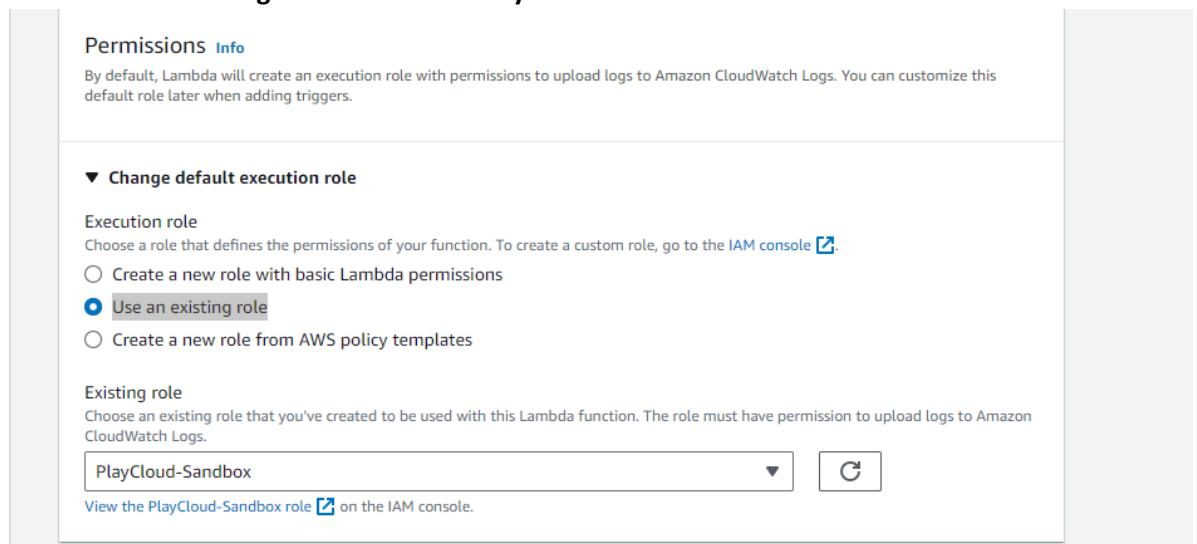 Permissions Info
By default, Lambda will create an execution role with permissions to upload logs to Amazon CloudWatch Logs. You can customize this
default role later when adding triggers.
Change default execution role
Execution role
Choose a role that defines the permissions of your function. To create a custom role, go to the IAM console.
Create a new role with basic Lambda permissions
Use an existing role
Create a new role from AWS policy templates
Existing role
Choose an existing role that you've created to be used with this Lambda function. The role must have permission to upload logs to Amazon
CloudWatch Logs.
PlayCloud-Sandbox
View the PlayCloud-Sandbox role on the IAM console.